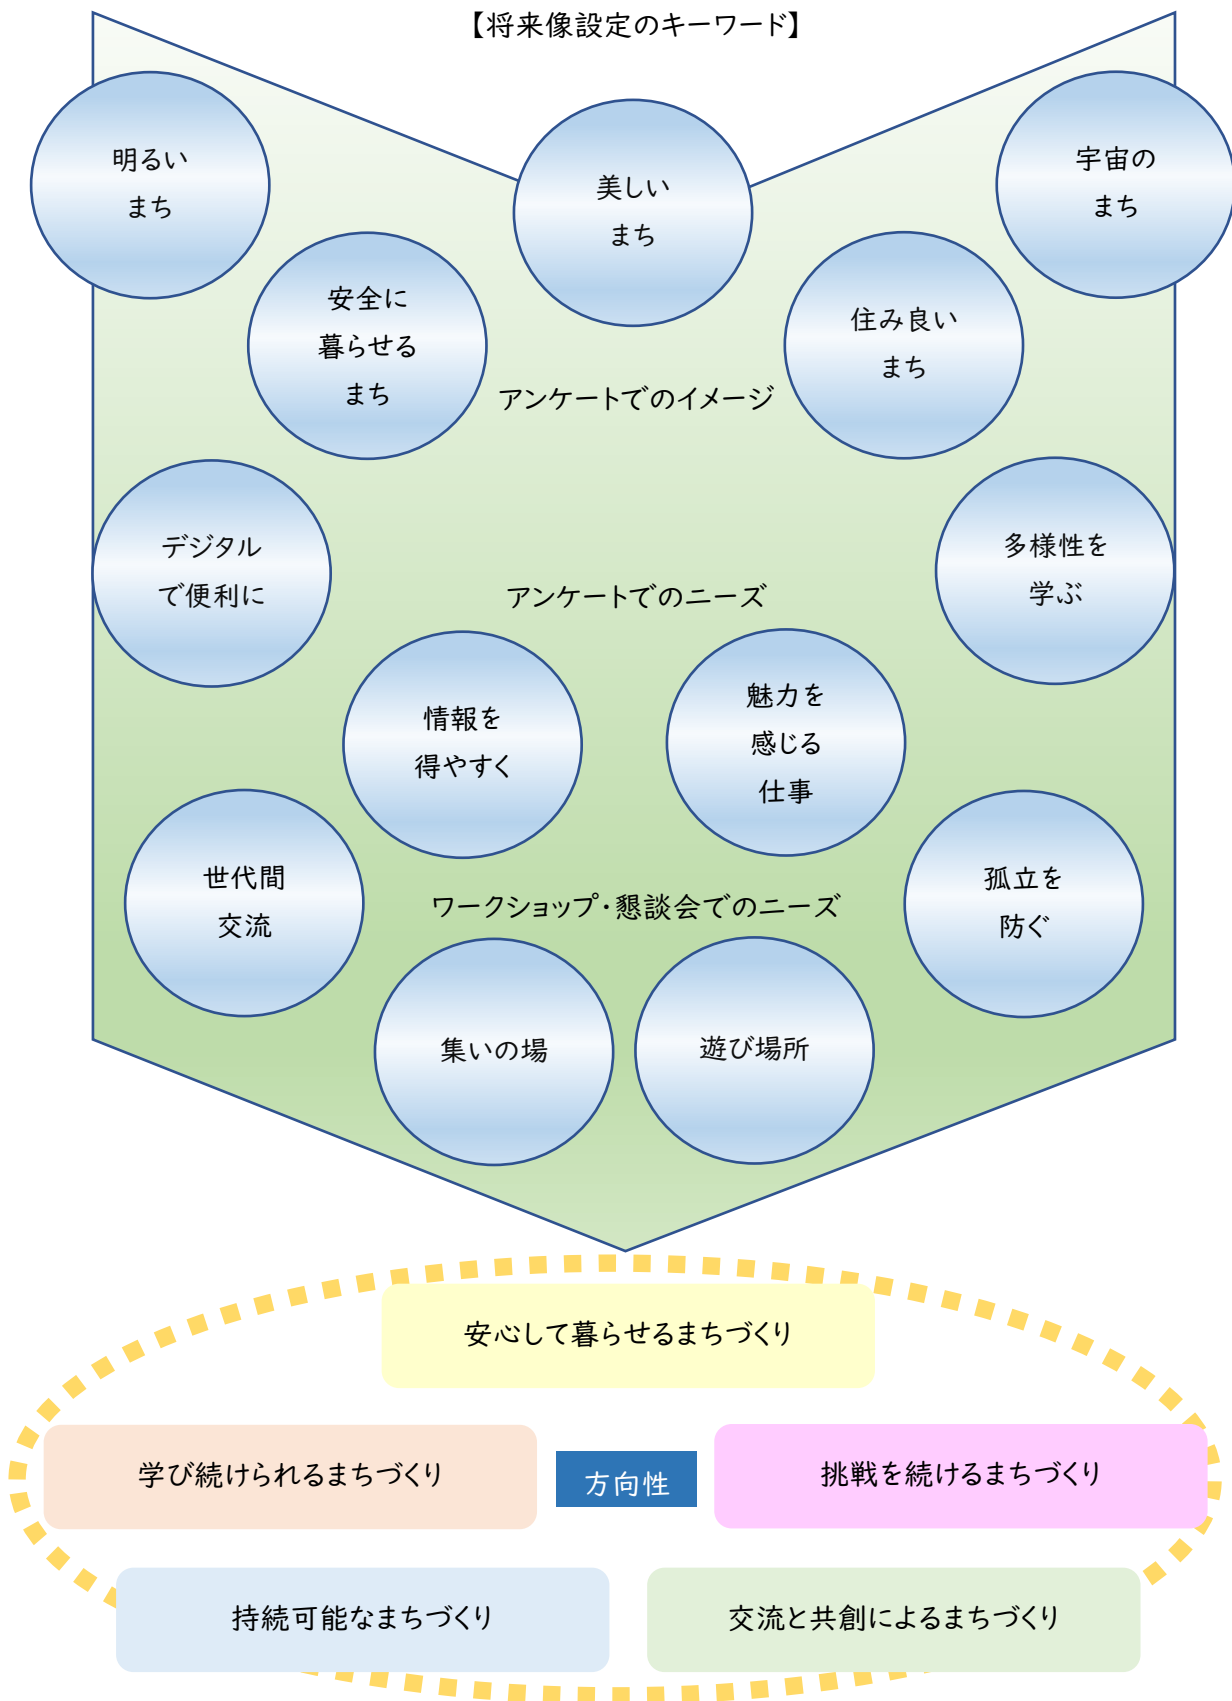 【将来像設定のキーワード】
明るい
まち
美しい
まち
宇宙の
まち
安全に
暮らせる
まち
住み良い
まち
アンケートでのイメージ
デジタル
で便利に
多様性を
学ぶ
アンケートでのニーズ
情報を
得やすく
魅力を
感じる
仕事
世代間
交流
孤立を
防ぐ
ワークショップ・懇談会でのニーズ
集いの場
遊び場所
安心して暮らせるまちづくり
学び続けられるまちづくり
方向性
挑戦を続けるまちづくり
持続可能なまちづくり
交流と共創によるまちづくり